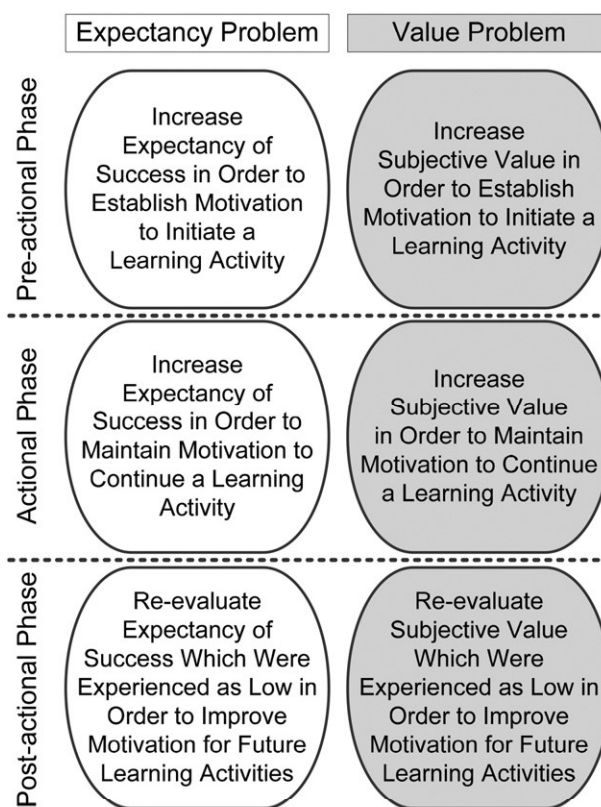 Expectancy Problem
Value Problem
Pre-actional Phase
Increase
Expectancy of
Success in Order to
Establish Motivation
to Initiate a
Learning Activity
Increase
Subjective Value in
Order to Establish
Motivation to Initiate a
Learning Activity
Actional Phase
Increase
Expectancy of
Success in Order to
Maintain Motivation to
Continue a Learning
Activity
Increase
Subjective Value
in Order to Maintain
Motivation to Continue
a Learning Activity
Post-actional Phase
Re-evaluate
Expectancy of
Success Which Were
Experienced as Low in
Order to Improve
Motivation for Future
Learning Activities
Re-evaluate
Subjective Value
Which Were
Experienced as Low in
Order to Improve
Motivation for Future
Learning Activities